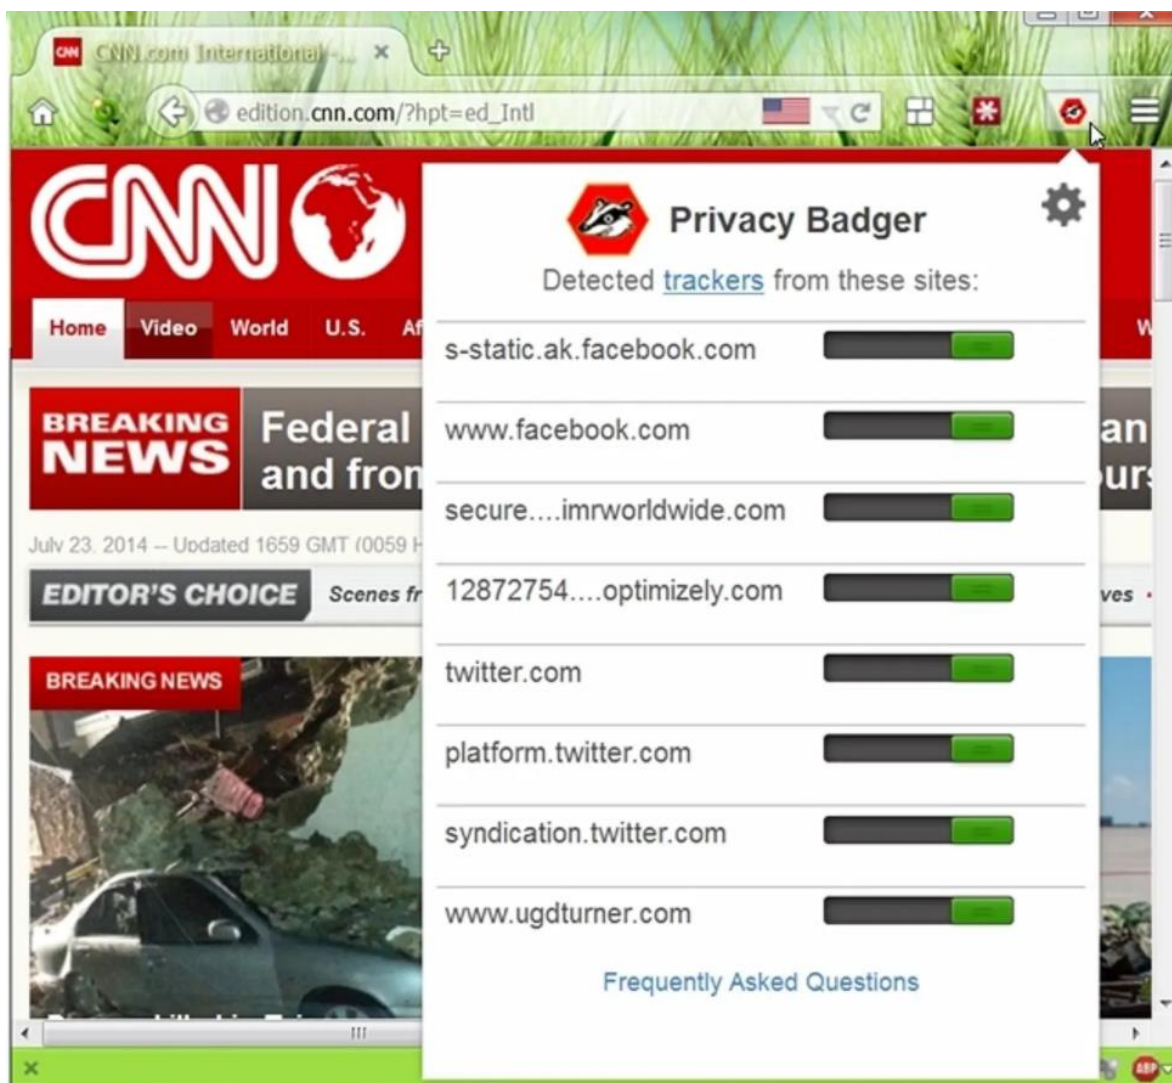 CNN CNN.com International -...
edition.cnn.com/?hpt=ed_Intl
CNN
Home Video World U.S.
BREAKING NEWS
Federal
and from
July 23, 2014 -- Updated 1659 GMT (0059
EDITOR'S CHOICE Scenes
BREAKING NEWS
Privacy Badger
Detected trackers from these sites:
s-static.ak.facebook.com
www.facebook.com
secure....imrworldwide.com
12872754....optimizely.com
twitter.com
platform.twitter.com
syndication.twitter.com
www.ugdturner.com
Frequently Asked Questions
ABP